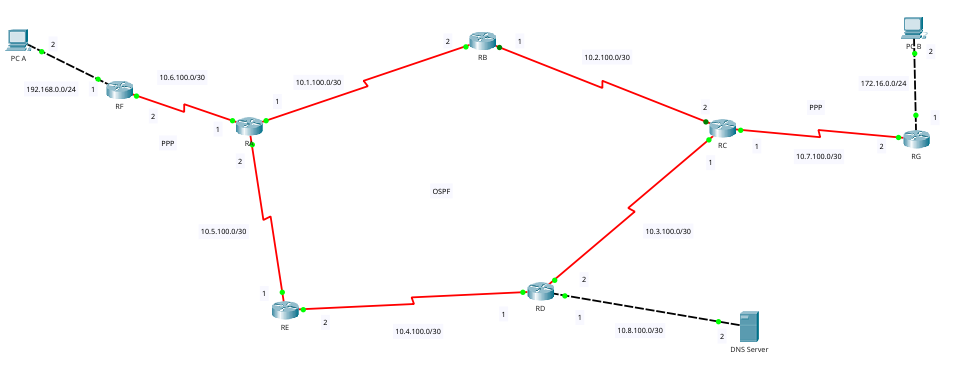 PC A
2
192.168.0.0/24
1
RF
10.6.100.0/30
2
PPP
1
RA
1
2
10.1.100.0/30
2
RB
1
10.2.100.0/30
2
RC
1
1
PPP
10.7.100.0/30
2
RG
1
172.16.0.0/24
PC B
2
OSPF
10.5.100.0/30
1
RE
2
10.4.100.0/30
1
RD
2
10.3.100.0/30
1
10.8.100.0/30
2
DNS Server